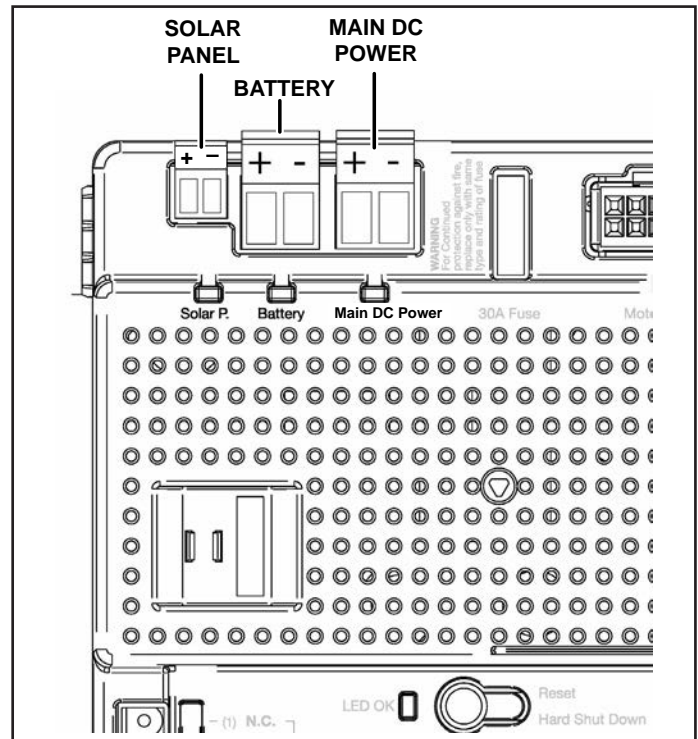 SOLAR
PANEL
MAIN DC
POWER
BATTERY
+ −
+ -
+ -
WARNING
For Continued
protection against fire,
replace only with same
type and rating of fuse
Solar P.
Battery
Main DC Power
30A Fuse
LED OK
Reset
Hard Shut Down
(1) N.C.